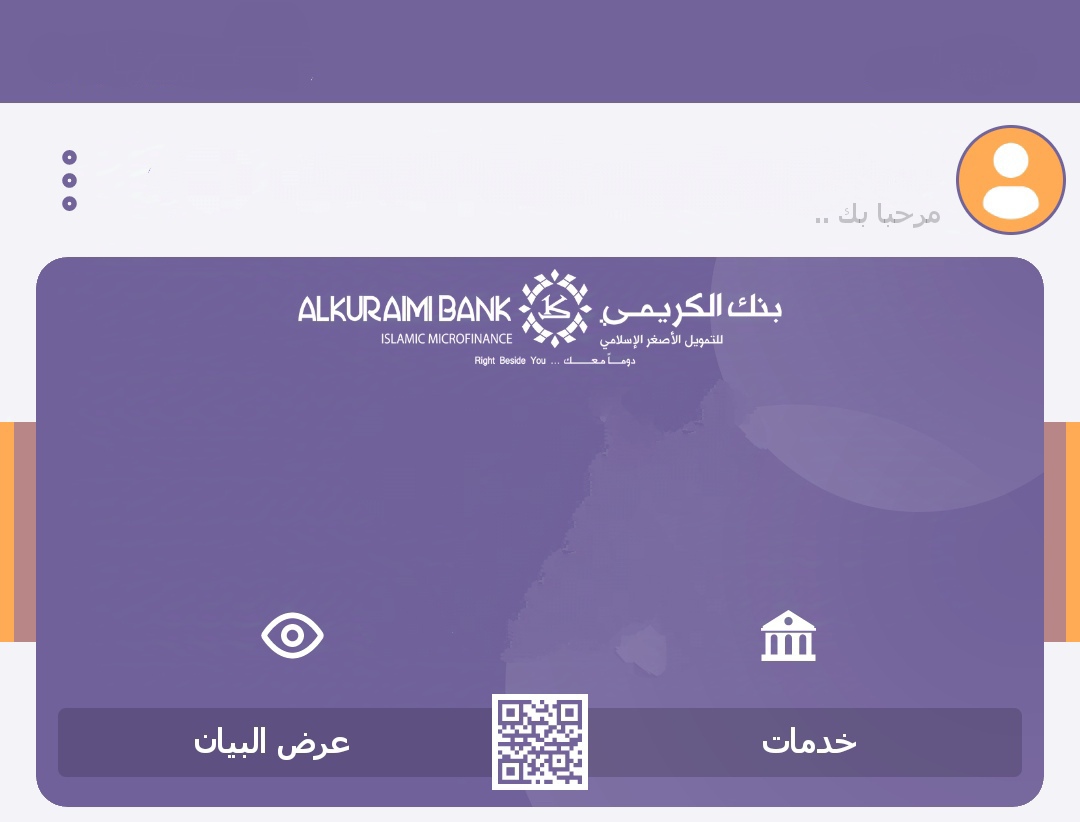 مرحبا بك ..
بنك الكريمي ALKURAIMI BANK
للتمويل الأصغر الإسلامي ISLAMIC MICROFINANCE
دوماً معك ... Right Beside You
خدمات
عرض البيان